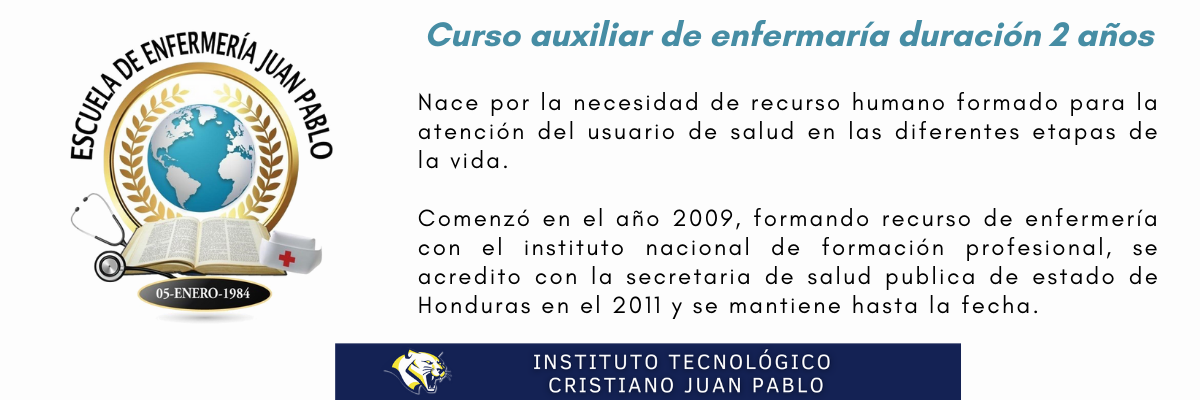 ESCUELA DE ENFERMERÍA JUAN PABLO
05-ENERO-1984
Curso auxiliar de enfermaría duración 2 años
Nace por la necesidad de recurso humano formado para la
atención del usuario de salud en las diferentes etapas de
la vida.
Comenzó en el año 2009, formando recurso de enfermería
con el instituto nacional de formación profesional, se
acredito con la secretaria de salud publica de estado de
Honduras en el 2011 y se mantiene hasta la fecha.
INSTITUTO TECNOLÓGICO
CRISTIANO JUAN PABLO